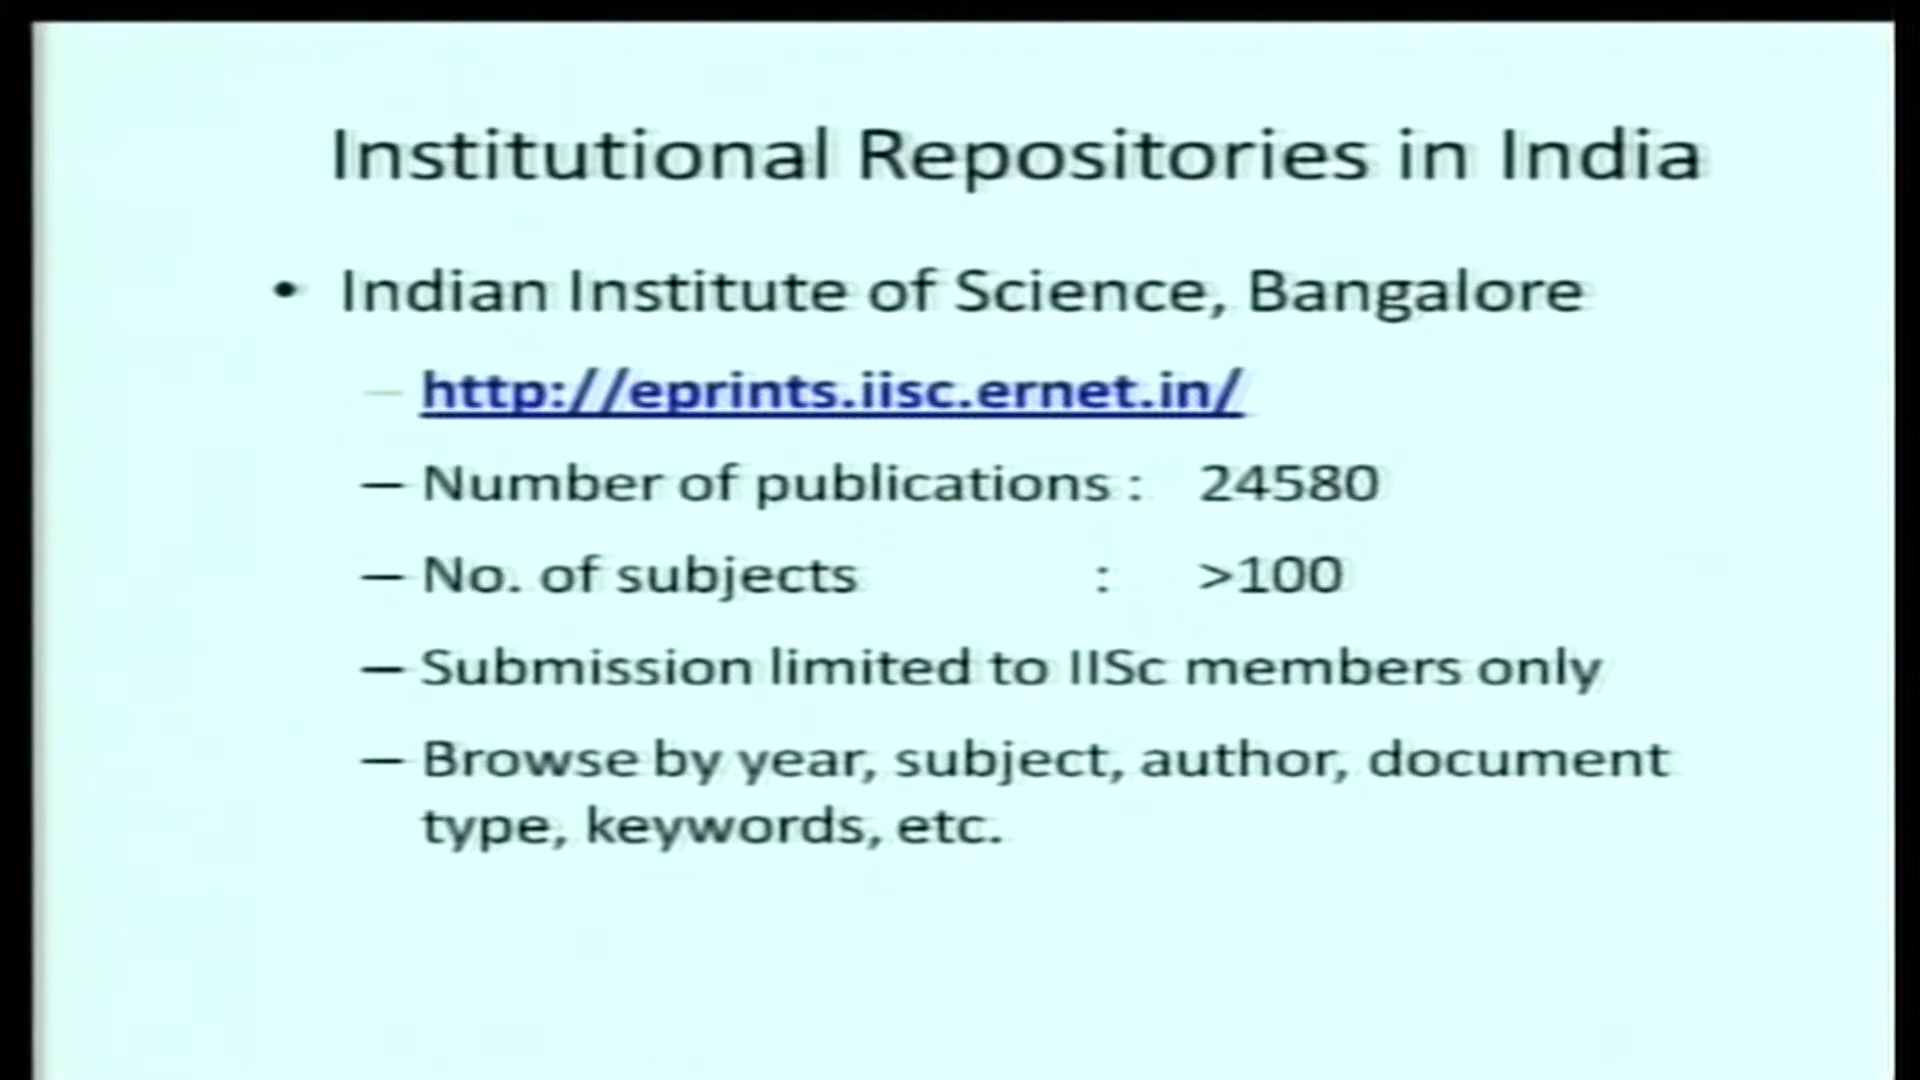 Institutional Repositories in India
• Indian Institute of Science, Bangalore
– http://eprints.iisc.ernet.in/
– Number of publications : 24580
– No. of subjects : >100
– Submission limited to IISc members only
– Browse by year, subject, author, document
type, keywords, etc.